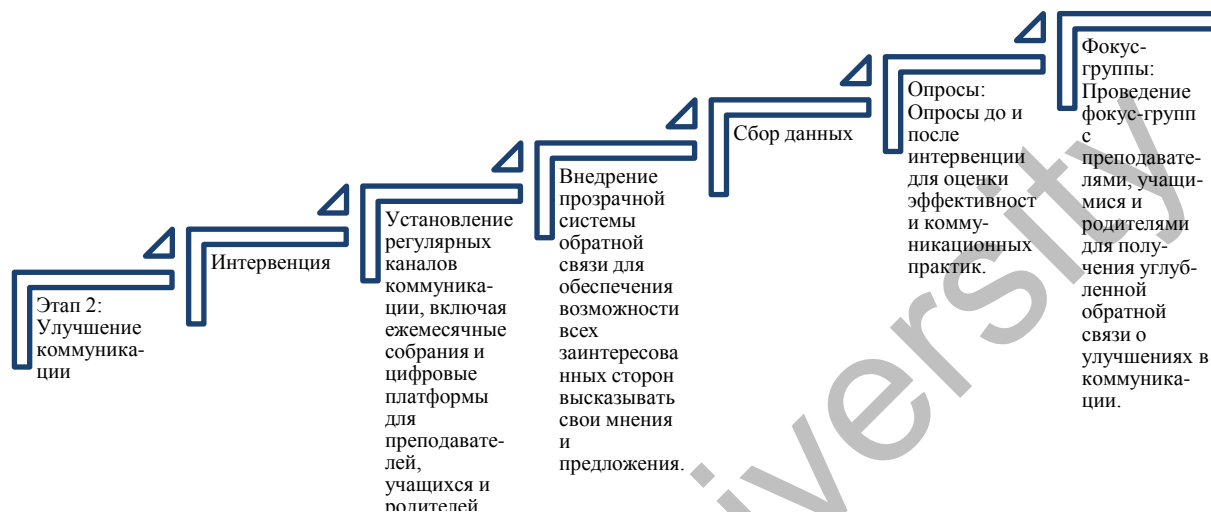 Этап 2:
Улучшение
коммуника-
ции
Интервенция
Установление
регулярных
каналов
коммуника-
ции, включая
ежемесячные
собрания и
цифровые
платформы
для
преподавате-
лей,
учащихся и
родителей
Внедрение
прозрачной
системы
обратной
связи для
обеспечения
возможности
всех
заинтересова
нных сторон
высказывать
свои мнения
и
предложения.
Сбор данных
Опросы:
Опросы до и
после
интервенции
для оценки
эффективност
и комму-
никационных
практик.
Фокус-
группы:
Проведение
фокус-групп
с
преподавате-
лями, учащи-
мися и
родителями
для полу-
чения углуб-
ленной
обратной
связи о
улучшениях в
коммуника-
ции.
iversity